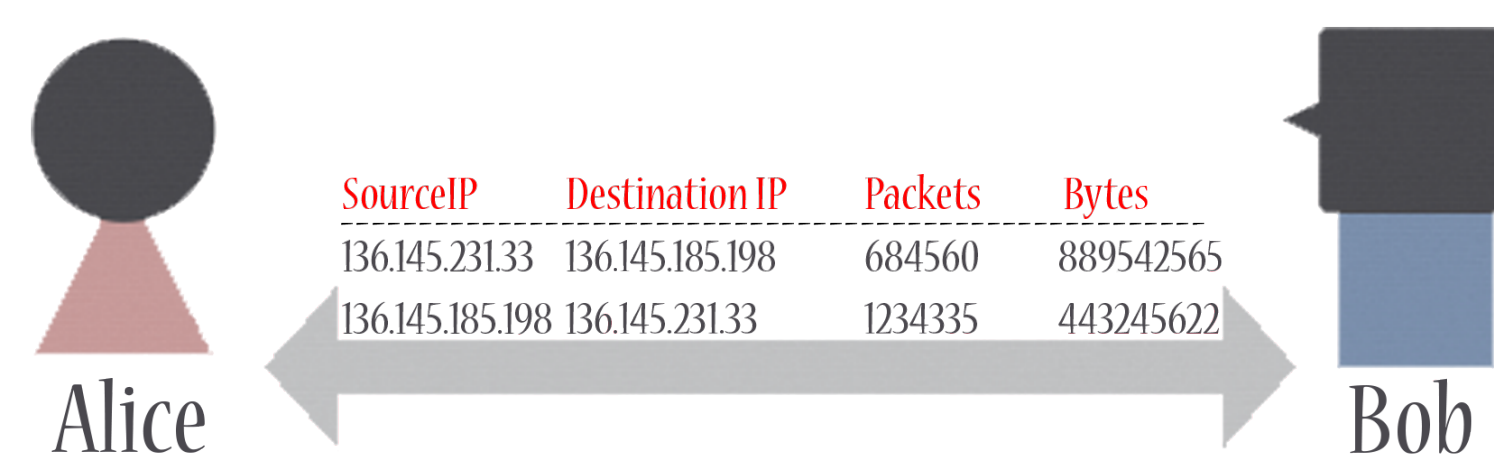 SourceIP Destination IP Packets Bytes
136.145.231.33 136.145.185.198 684560 889542565
136.145.185.198 136.145.231.33 1234335 443245622
Alice Bob